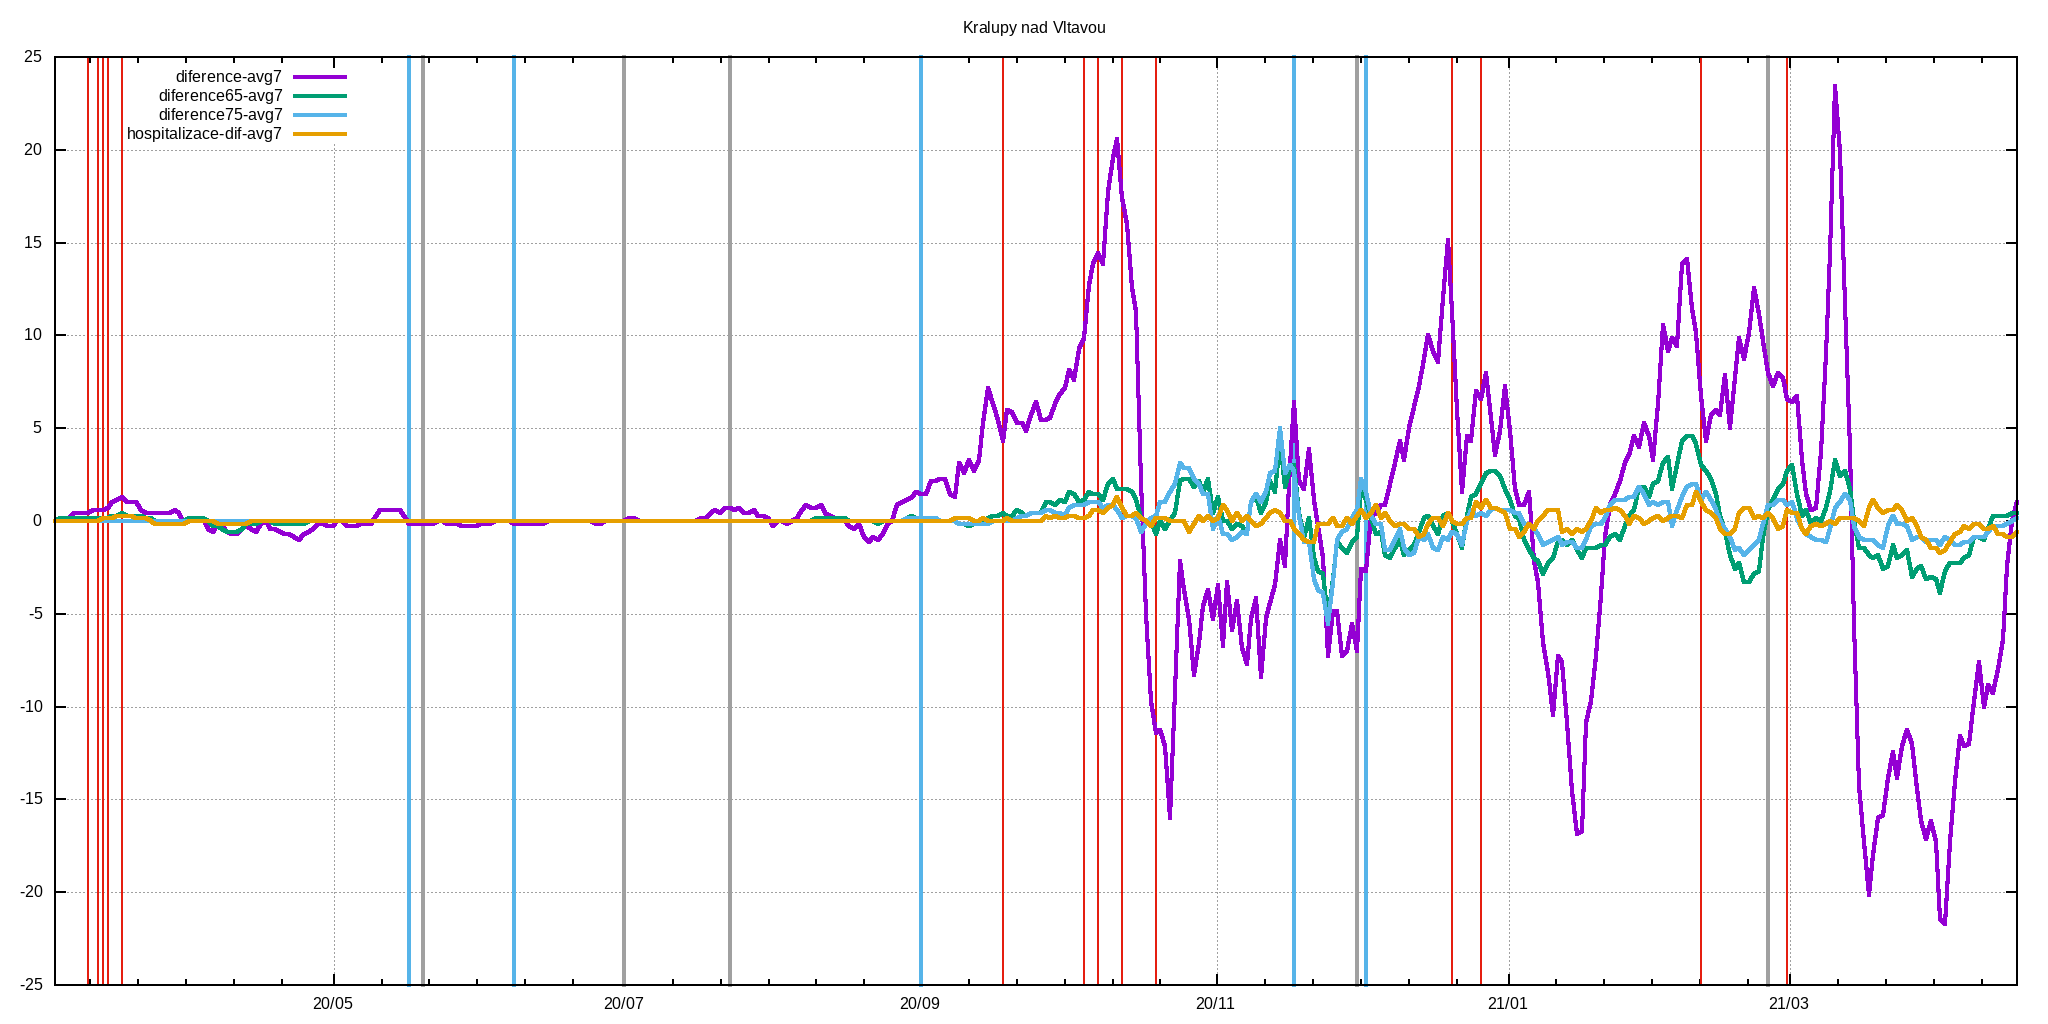 Kralupy nad Vltavou
diference-avg7
diference65-avg7
diference75-avg7
hospitalizace-dif-avg7
25
20
15
10
5
0
-5
-10
-15
-20
-25
20/05 20/07 20/09 20/11 21/01 21/03